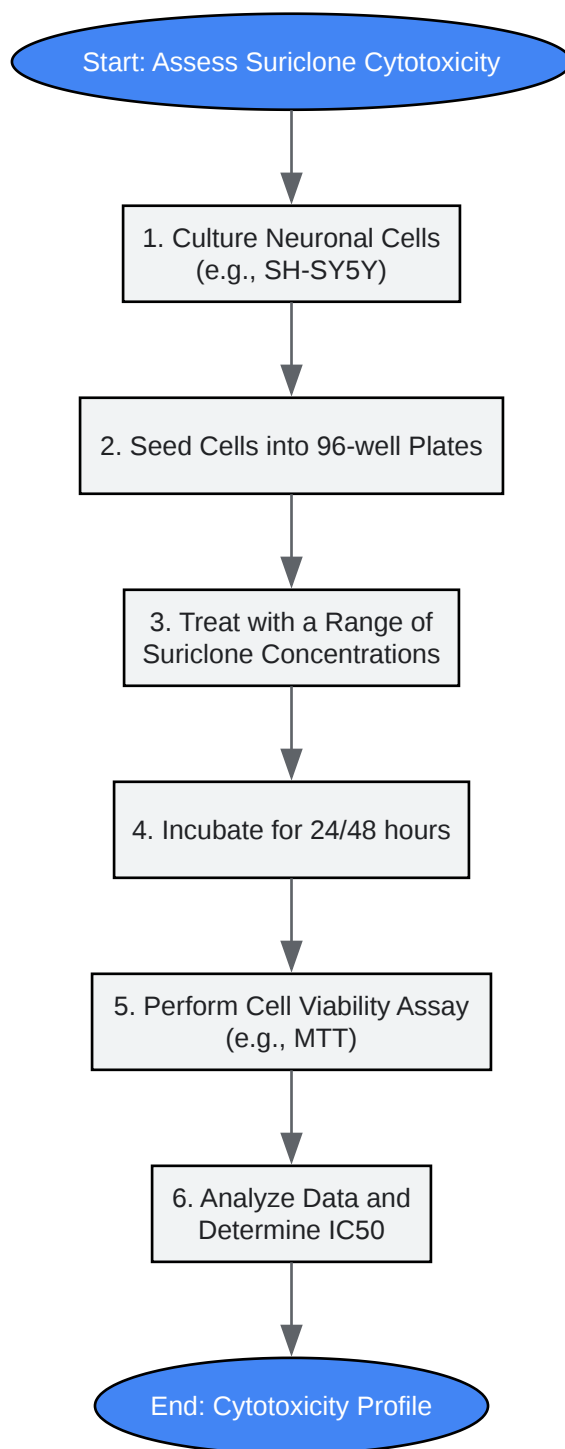 Start: Assess Suriclone Cytotoxicity
1. Culture Neuronal Cells
(e.g., SH-SY5Y)
2. Seed Cells into 96-well Plates
3. Treat with a Range of
Suriclone Concentrations
4. Incubate for 24/48 hours
5. Perform Cell Viability Assay
(e.g., MTT)
6. Analyze Data and
Determine IC50
End: Cytotoxicity Profile